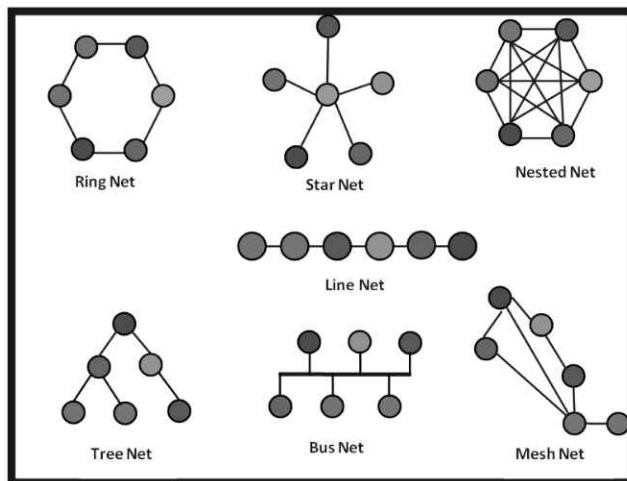 Ring Net
Star Net
Nested Net
Line Net
Tree Net
Bus Net
Mesh Net